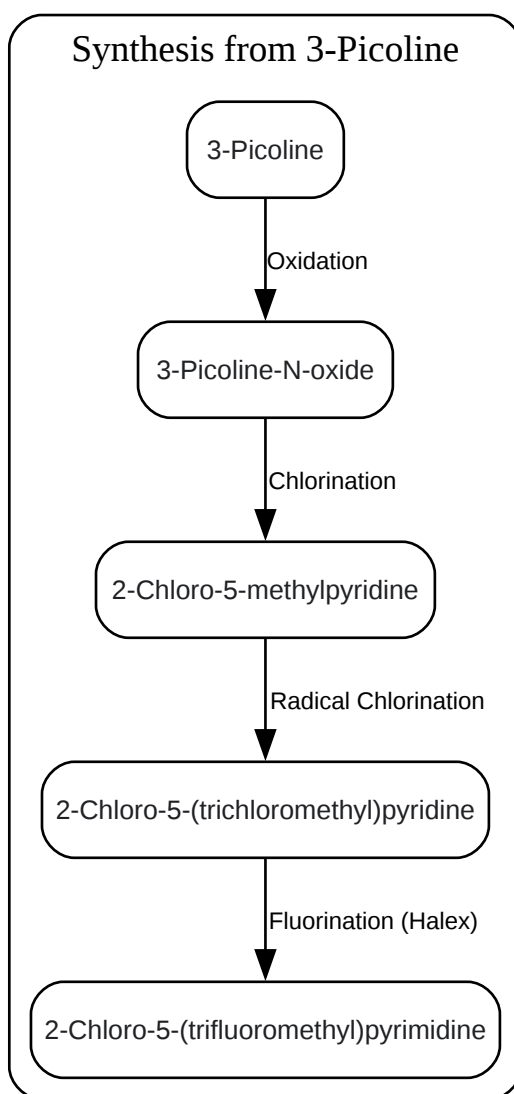 Synthesis from 3-Picoline
3-Picoline
Oxidation
3-Picoline-N-oxide
Chlorination
2-Chloro-5-methylpyridine
Radical Chlorination
2-Chloro-5-(trichloromethyl)pyridine
Fluorination (Halex)
2-Chloro-5-(trifluoromethyl)pyrimidine